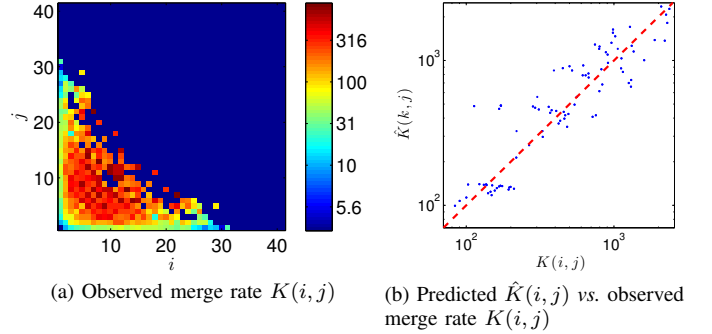 40
30
20
10
j
10
20
30
40
i
316
100
31
10
5.6
(a) Observed merge rate K(i, j)
10^3
10^2
K̂(k, j)
10^2
10^3
K(i, j)
(b) Predicted K̂(i, j) vs. observed
merge rate K(i, j)